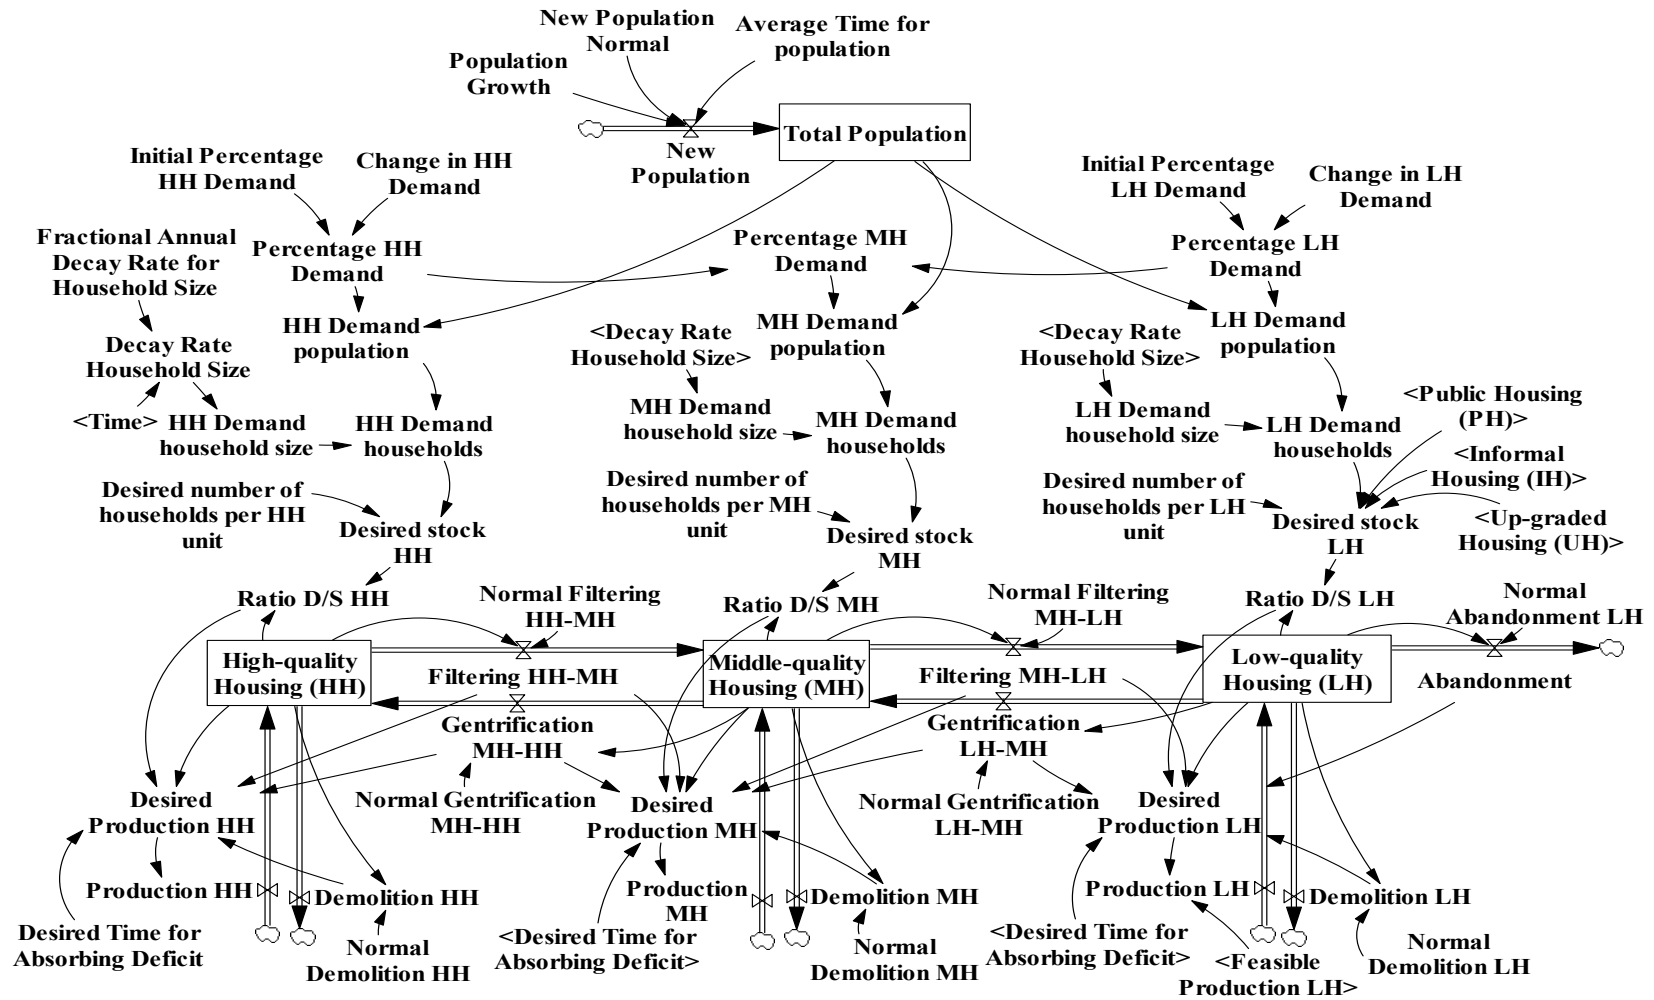 New Population
Normal
Average Time for
population
Population
Growth
Total Population
New
Population
Initial Percentage
HH Demand
Change in HH
Demand
Initial Percentage
LH Demand
Change in LH
Demand
Fractional Annual
Decay Rate for
Household Size
Percentage HH
Demand
Percentage MH
Demand
Percentage LH
Demand
Decay Rate
Household Size
HH Demand
population
<Decay Rate
Household Size>
MH Demand
population
<Decay Rate
Household Size>
LH Demand
population
<Time>
HH Demand
household size
HH Demand
households
MH Demand
household size
MH Demand
households
LH Demand
household size
LH Demand
households
<Public Housing
(PH)>
<Informal
Housing (IH)>
<Up-graded
Housing (UH)>
Desired number of
households per HH
unit
Desired stock
HH
Desired number of
households per MH
unit
Desired stock
MH
Desired number of
households per LH
unit
Desired stock
LH
Ratio D/S HH
Normal Filtering
HH-MH
Ratio D/S MH
Normal Filtering
MH-LH
Ratio D/S LH
Normal
Abandonment LH
High-quality
Housing (HH)
Filtering HH-MH
Middle-quality
Housing (MH)
Filtering MH-LH
Low-quality
Housing (LH)
Abandonment
Gentrification
MH-HH
Gentrification
LH-MH
Normal Gentrification
MH-HH
Normal Gentrification
LH-MH
Desired
Production HH
Desired
Production MH
Desired
Production LH
Production HH
Demolition HH
Production
MH
Demolition MH
Production LH
Demolition LH
Desired Time for
Absorbing Deficit
Normal
Demolition HH
<Desired Time for
Absorbing Deficit>
Normal
Demolition MH
<Desired Time for
Absorbing Deficit>
<Feasible
Production LH>
Normal
Demolition LH